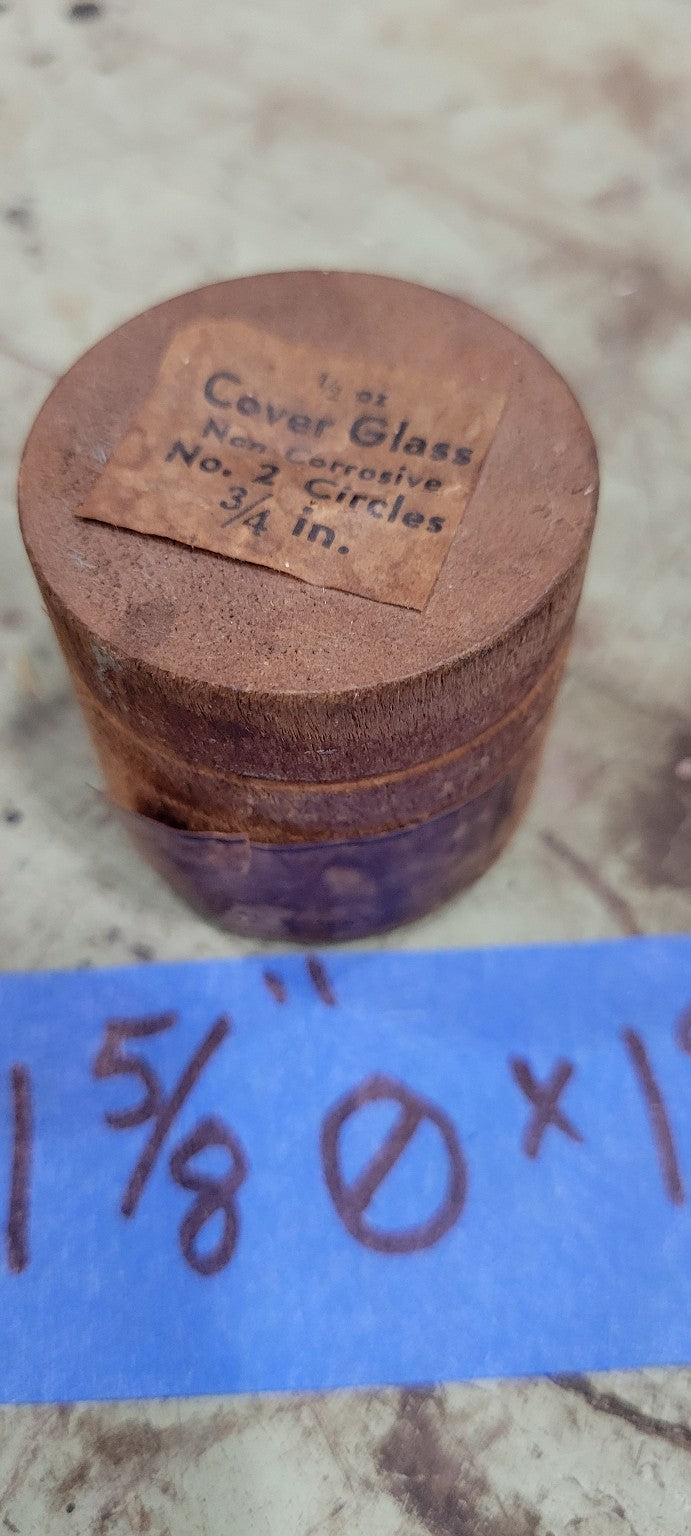 ½ oz
Cover Glass
Non Corrosive
No. 2 Circles
3/4 in.
1 5/8" Ø x 1